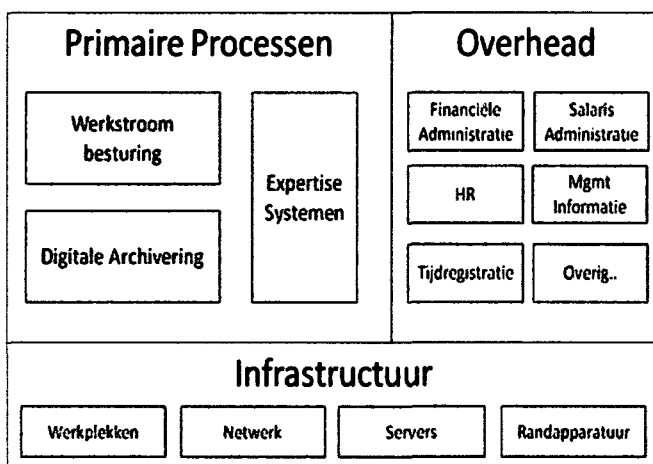 Primaire Processen
Werkstroom
besturing
Digitale Archivering
Expertise
Systemen
Overhead
Financiële
Administratie
Salaris
Administratie
HR
Mgmt
Informatie
Tijdregistratie
Overig..
Infrastructuur
Werkplekken
Netwerk
Servers
Randapparatuur